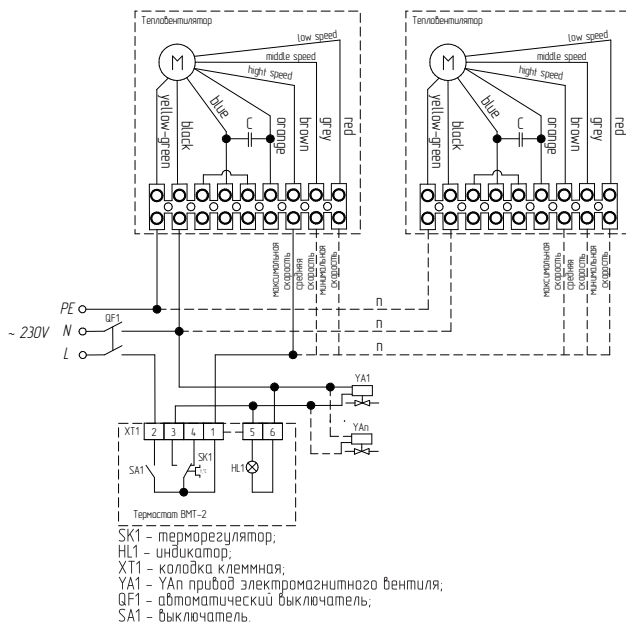 Тепловентилятор
M
low speed
middle speed
hight speed
yellow-green
black
blue
C
orange
brown
grey
red
Тепловентилятор
M
low speed
middle speed
hight speed
yellow-green
black
blue
C
orange
brown
grey
red
максимальная скорость
средняя скорость
минимальная скорость
максимальная скорость
средняя скорость
минимальная скорость
PE
n
~ 230V
QF1
N
n
L
n
YA1
YAn
XT1
2
3
4
1
5
6
SA1
SK1
t,°C
HL1
Термостат ВМТ-2
SK1 – терморегулятор;
HL1 – индикатор;
XT1 – колодка клеммная;
YA1 – YAn привод электромагнитного вентиля;
QF1 – автоматический выключатель;
SA1 – выключатель.